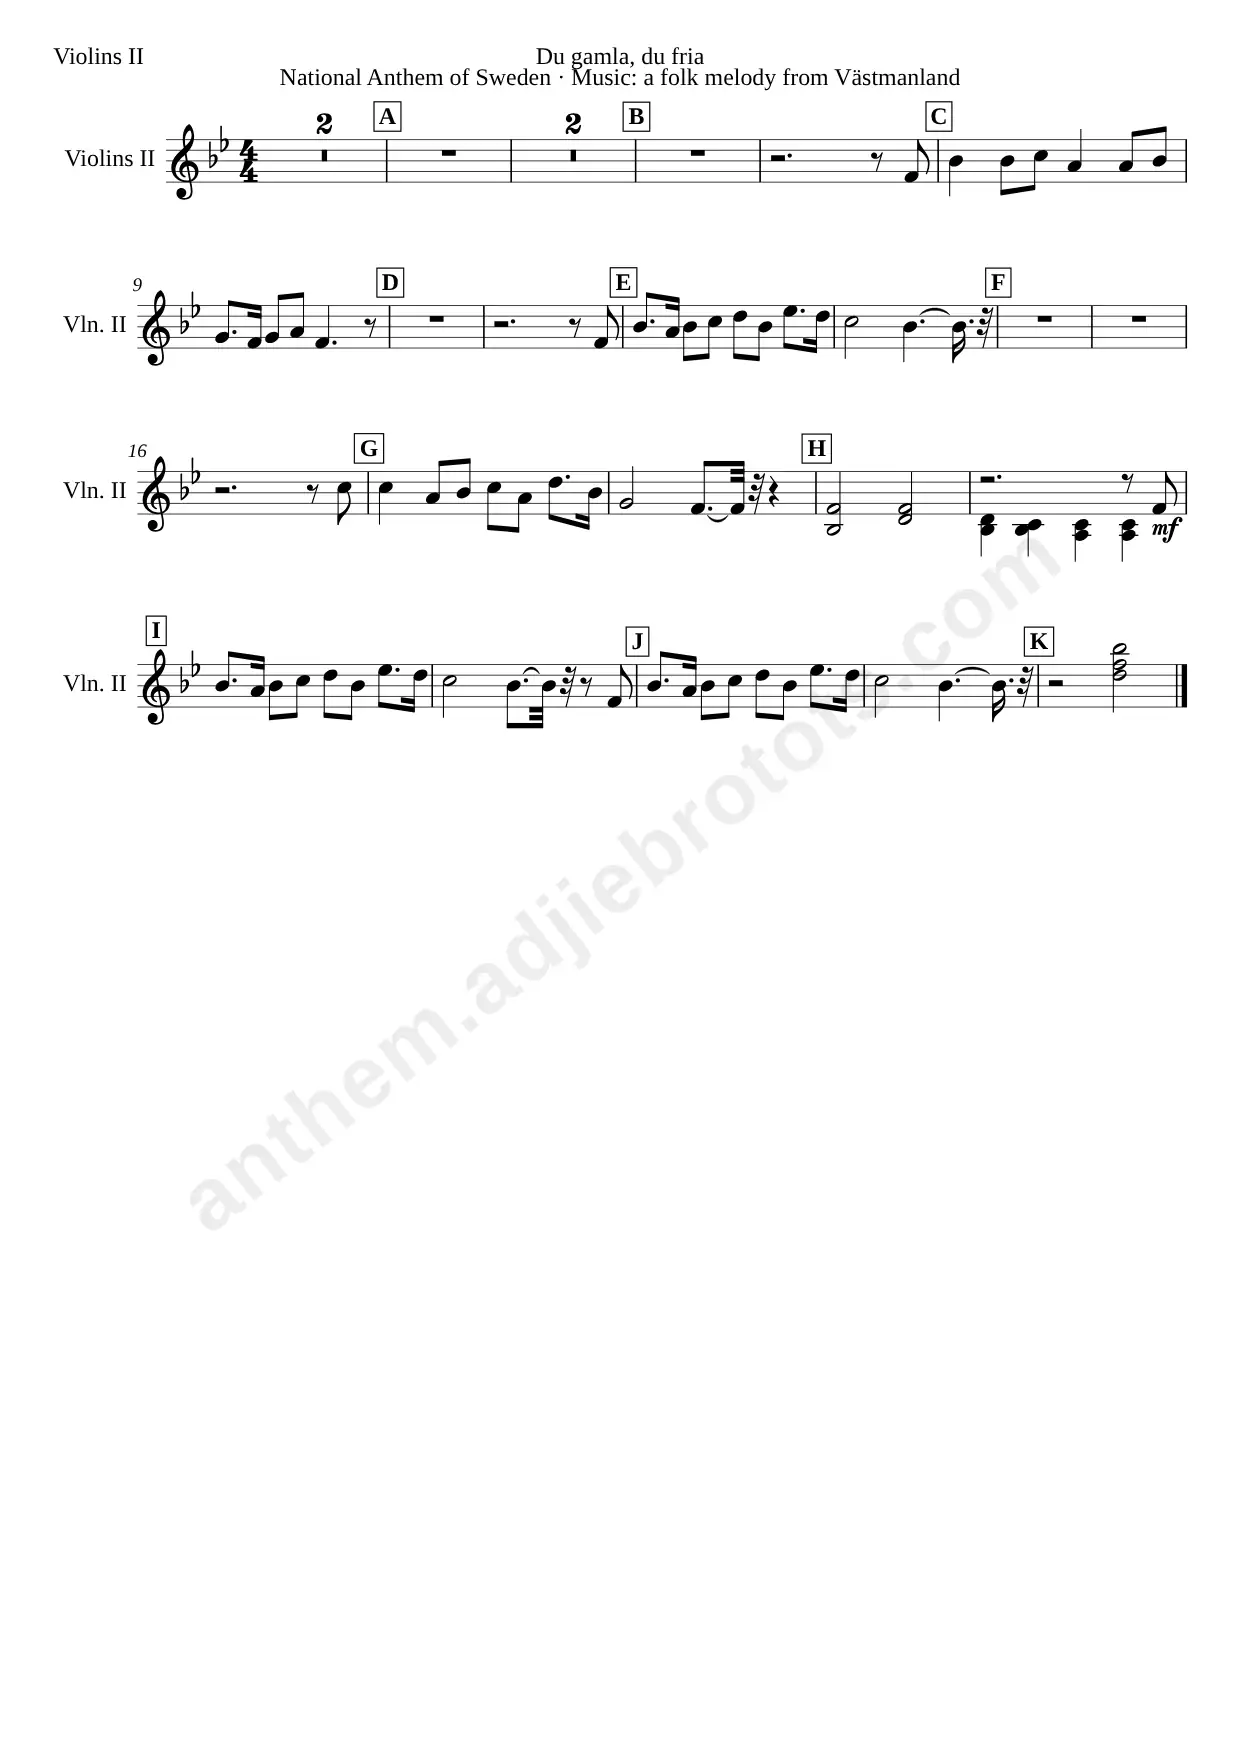 Violins II
Du gamla, du fria
National Anthem of Sweden · Music: a folk melody from Västmanland
2 A 2 B C
Violins II
9 D E F
Vln. II
16 G H
Vln. II
mf
I J K
Vln. II
anthem.adjiebrotots.com